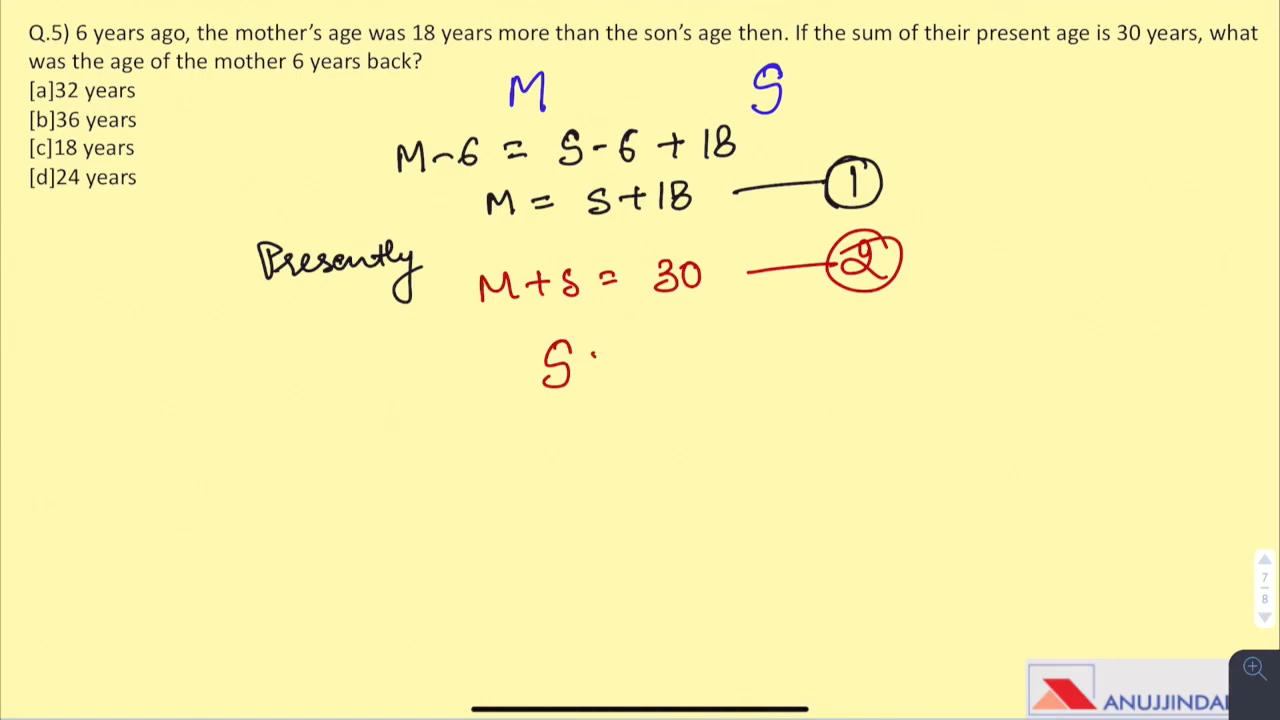 Q.5) 6 years ago, the mother’s age was 18 years more than the son’s age then. If the sum of their present age is 30 years, what
was the age of the mother 6 years back?
[a]32 years
[b]36 years
[c]18 years
[d]24 years
M S
M-6 = S-6+18
M = S+18 — 1
Presently M+S = 30 — 2
S
7
8
ANUJJINDAL